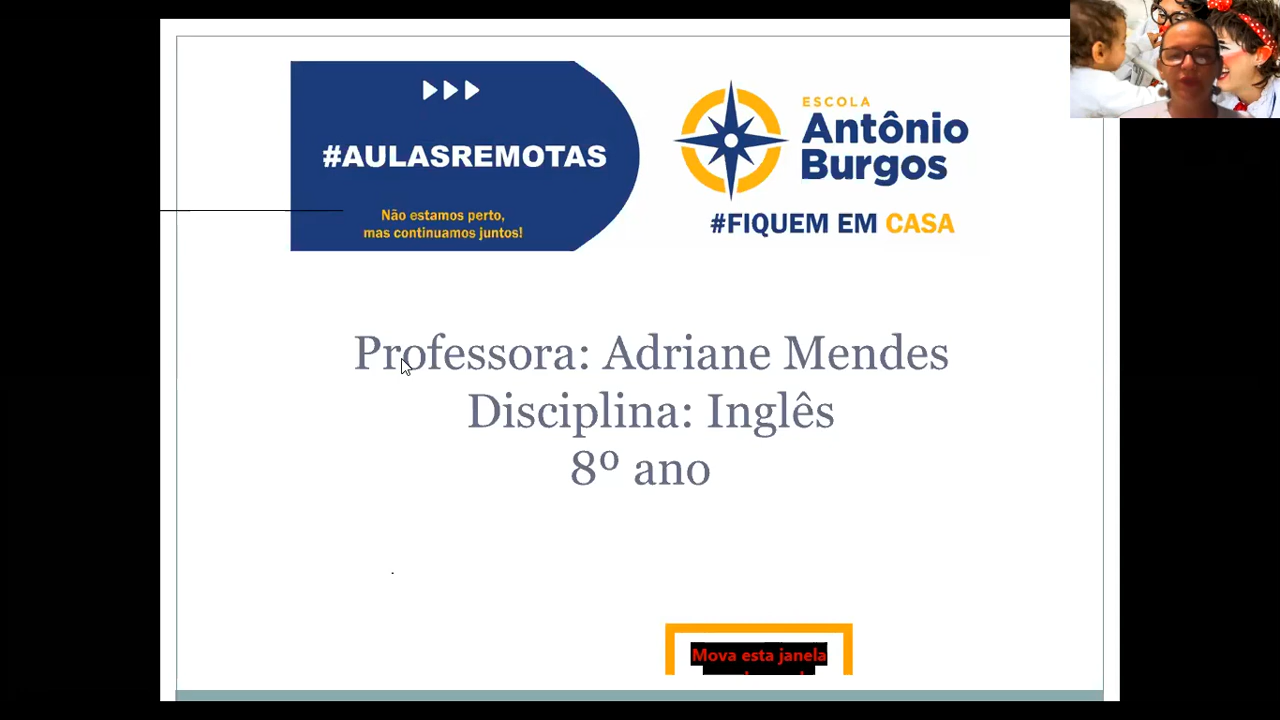 #AULASREMOTAS
Não estamos perto,
mas continuamos juntos!
ESCOLA
Antônio
Burgos
#FIQUEM EM CASA
Professora: Adriane Mendes
Disciplina: Inglês
8º ano
Mova esta janela